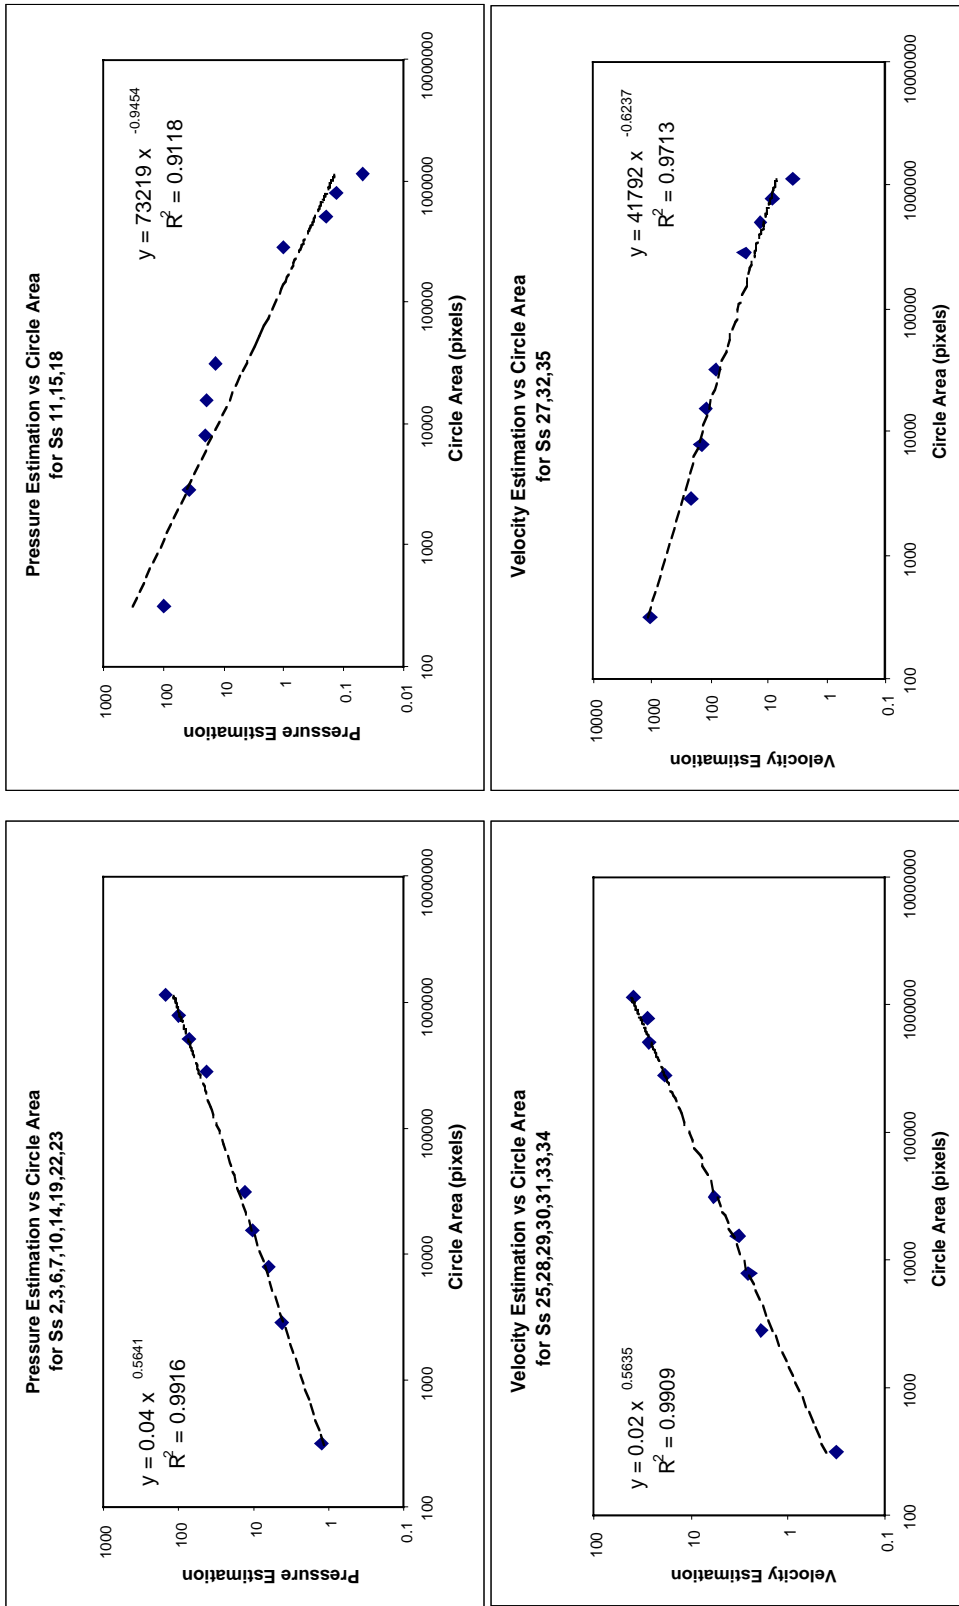 Pressure Estimation vs Circle Area
for Ss 2,3,6,7,10,14,19,22,23
y = 0.04 x 0.5641
R2 = 0.9916
1000
100
10
1
0.1
Pressure Estimation
100
1000
10000
100000
1000000
10000000
Circle Area (pixels)
Pressure Estimation vs Circle Area
for Ss 11,15,18
y = 73219 x -0.9454
R2 = 0.9118
1000
100
10
1
0.1
0.01
Pressure Estimation
100
1000
10000
100000
1000000
10000000
Circle Area (pixels)
Velocity Estimation vs Circle Area
for Ss 25,28,29,30,31,33,34
y = 0.02 x 0.5635
R2 = 0.9909
100
10
1
0.1
Velocity Estimation
100
1000
10000
100000
1000000
10000000
Circle Area (pixels)
Velocity Estimation vs Circle Area
for Ss 27,32,35
y = 41792 x -0.6237
R2 = 0.9713
10000
1000
100
10
1
0.1
Velocity Estimation
100
1000
10000
100000
1000000
10000000
Circle Area (pixels)